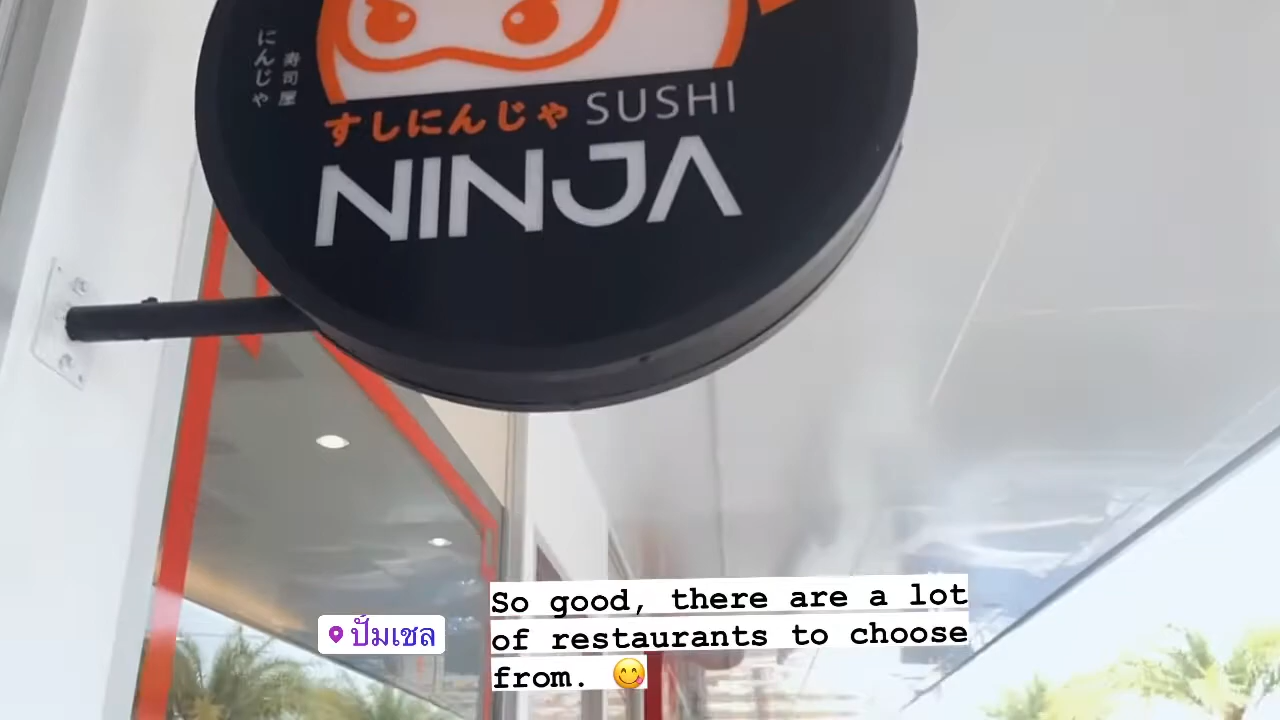 にんじゃ
寿司屋
すしにんじゃ SUSHI
NINJA
ปั๊มเชล
So good, there are a lot
of restaurants to choose
from. 😋